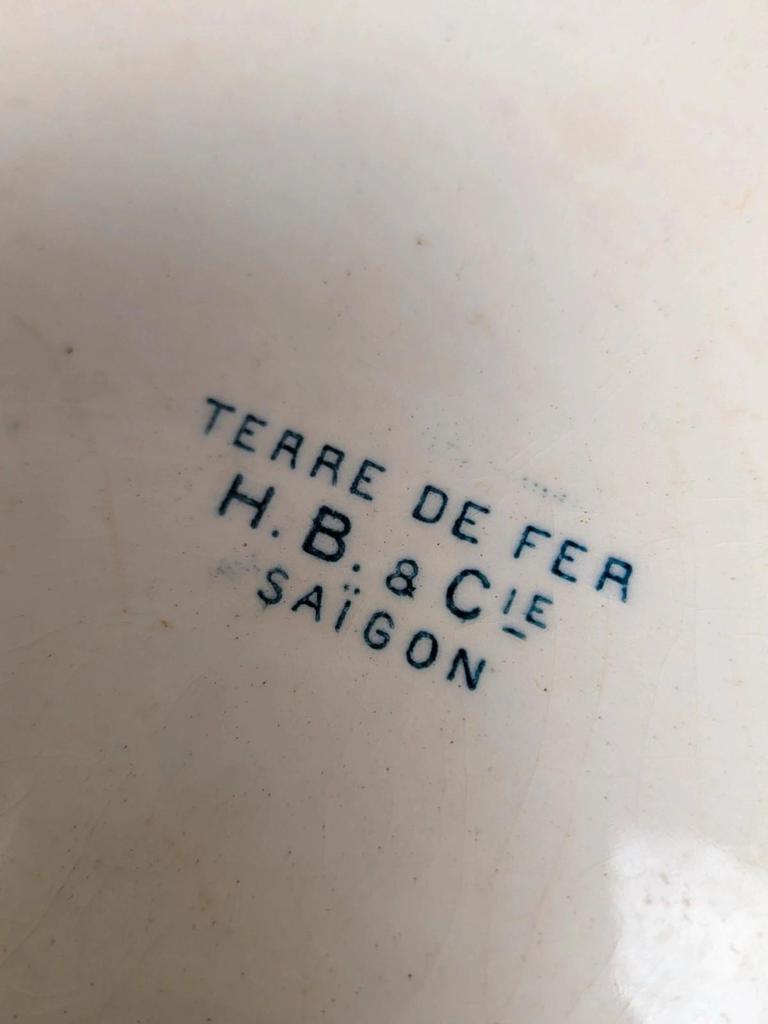 TERRE DE FER
H. B. & Cie
SAÏGON